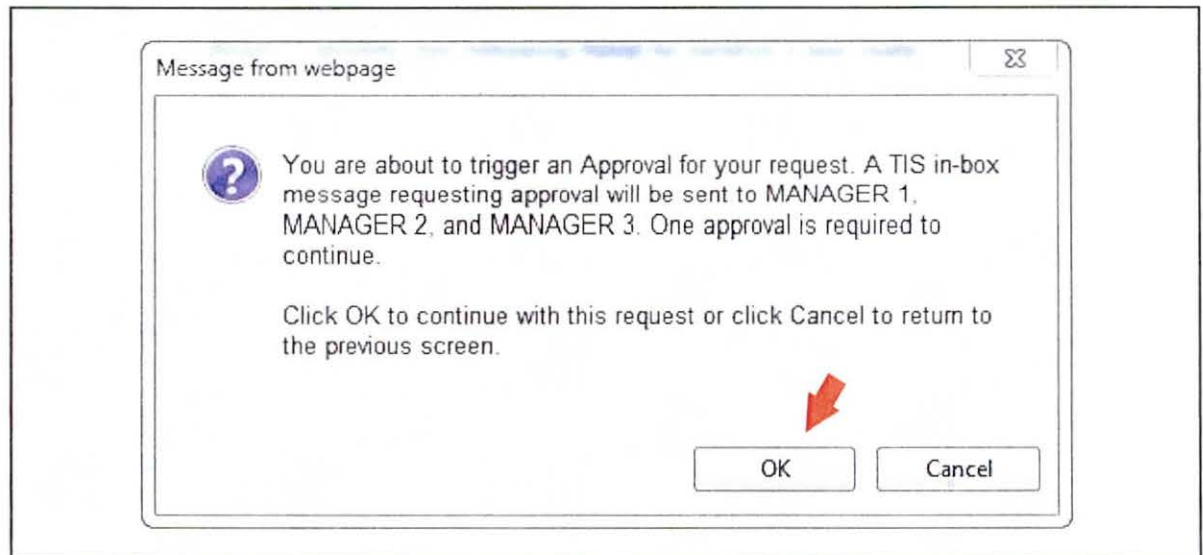 Message from webpage
You are about to trigger an Approval for your request. A TIS in-box
message requesting approval will be sent to MANAGER 1,
MANAGER 2, and MANAGER 3. One approval is required to
continue.
Click OK to continue with this request or click Cancel to return to
the previous screen.
OK
Cancel